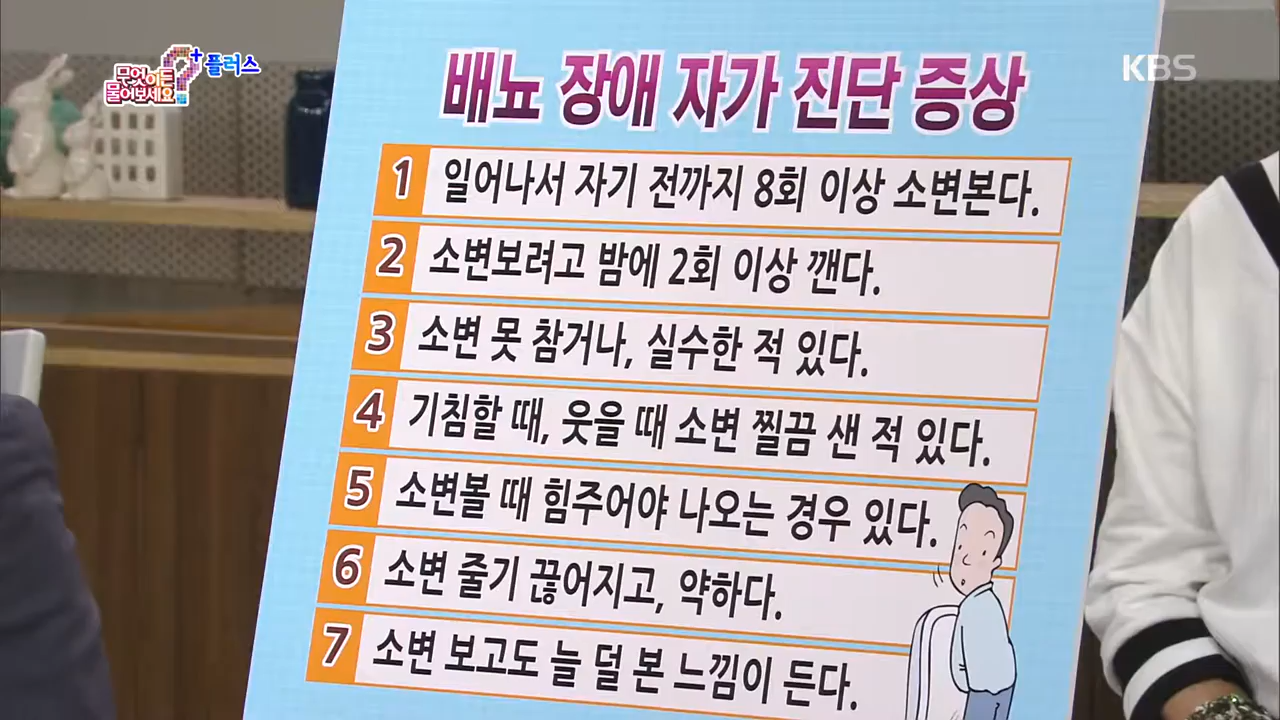 무엇이든
물어보세요
플러스
KBS
배뇨 장애 자가 진단 증상
1 일어나서 자기 전까지 8회 이상 소변본다.
2 소변보려고 밤에 2회 이상 깬다.
3 소변 못 참거나, 실수한 적 있다.
4 기침할 때, 웃을 때 소변 찔끔 샌 적 있다.
5 소변볼 때 힘주어야 나오는 경우 있다.
6 소변 줄기 끊어지고, 약하다.
7 소변 보고도 늘 덜 본 느낌이 든다.